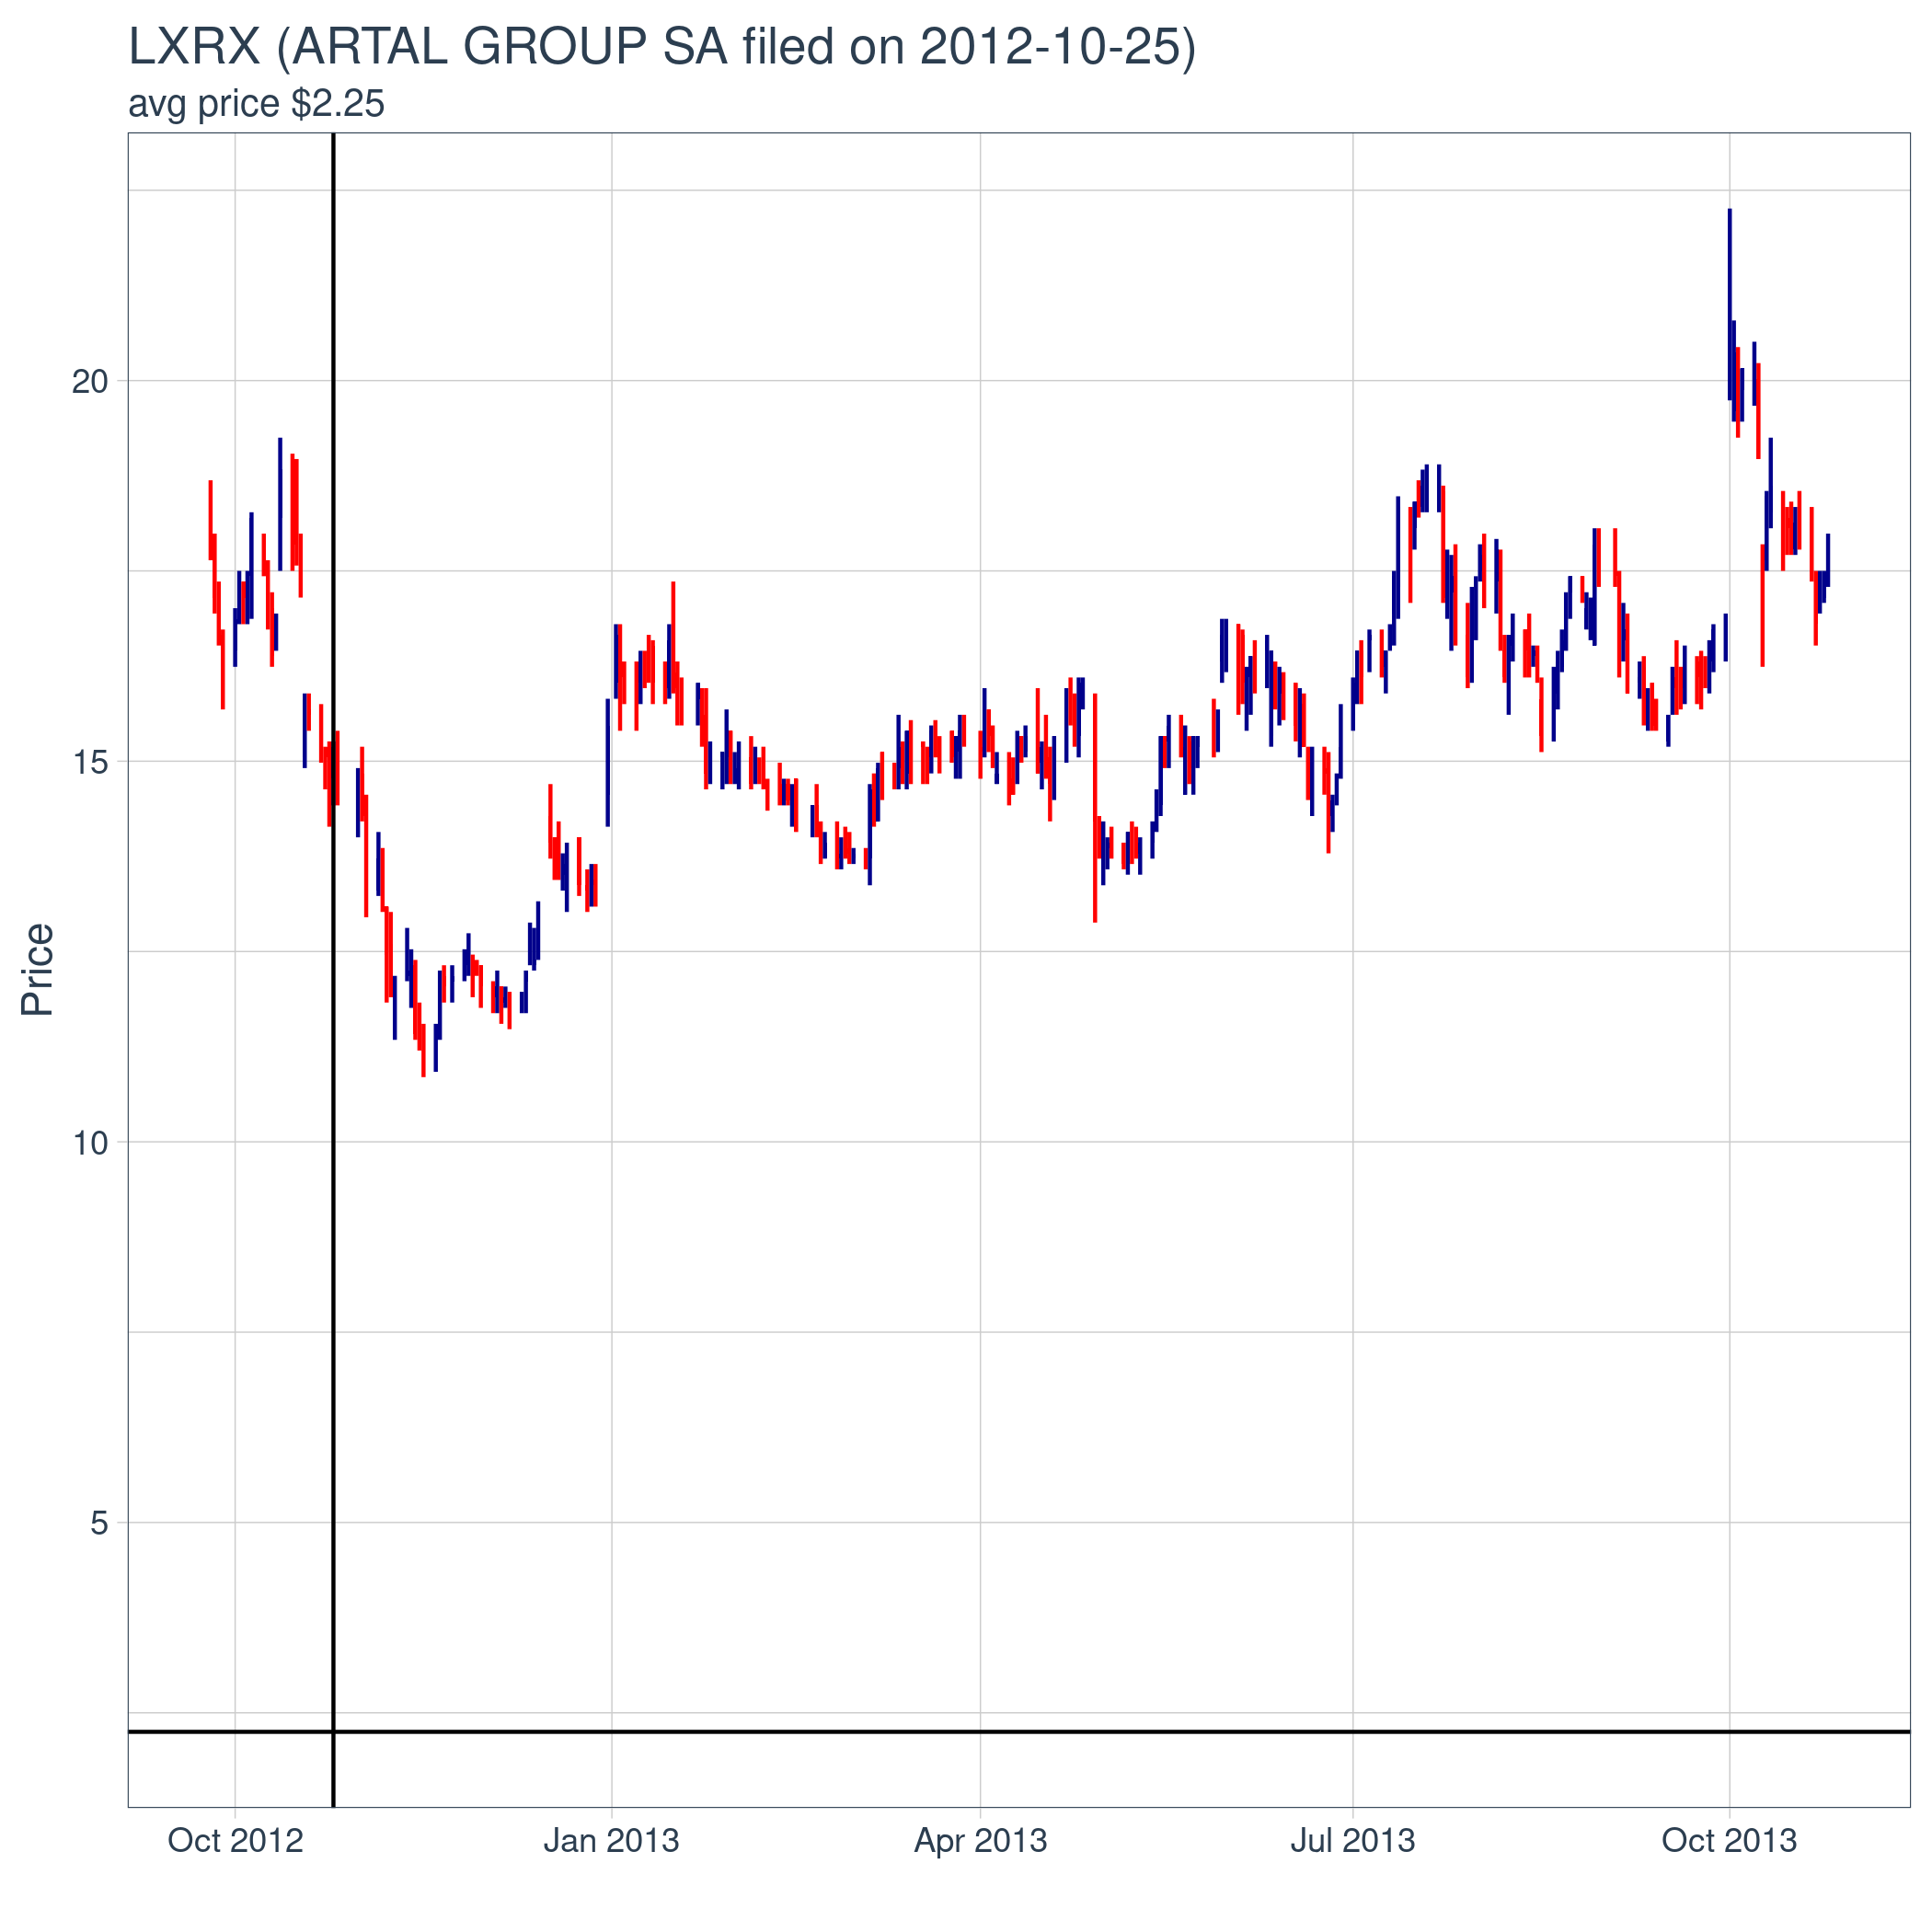 LXRX (ARTAL GROUP SA filed on 2012-10-25)
avg price $2.25
20
15
10
5
Price
Oct 2012
Jan 2013
Apr 2013
Jul 2013
Oct 2013